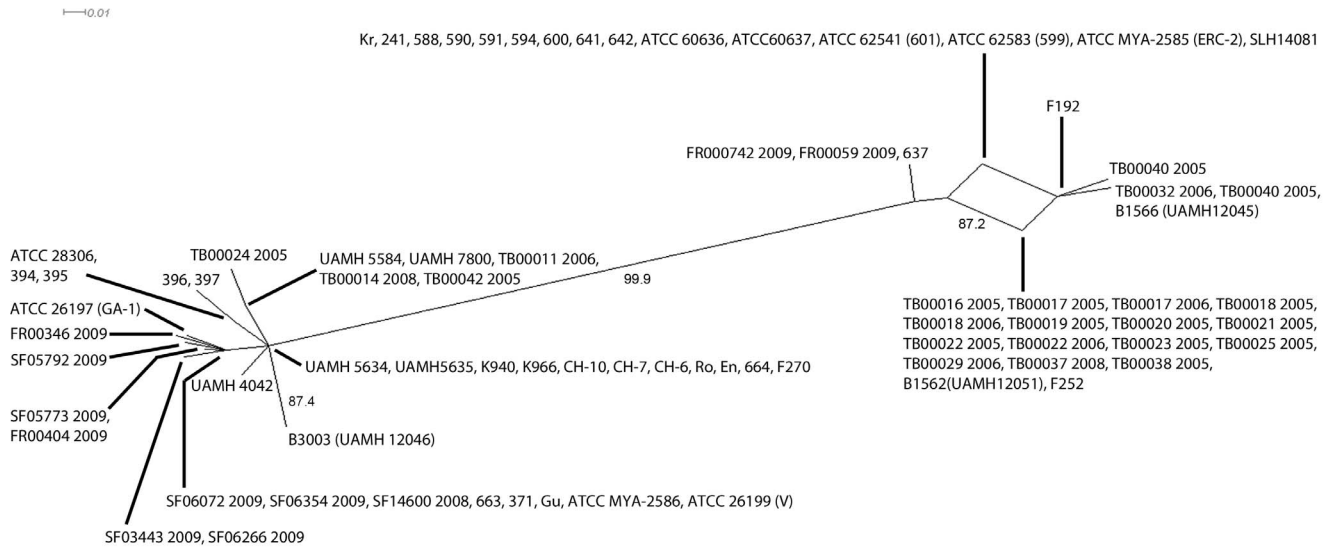 0.01
Kr, 241, 588, 590, 591, 594, 600, 641, 642, ATCC 60636, ATCC60637, ATCC 62541 (601), ATCC 62583 (599), ATCC MYA-2585 (ERC-2), SLH14081
F192
FR000742 2009, FR00059 2009, 637
TB00040 2005
TB00032 2006, TB00040 2005,
B1566 (UAMH12045)
87.2
ATCC 28306,
394, 395
TB00024 2005
396, 397
UAMH 5584, UAMH 7800, TB00011 2006,
TB00014 2008, TB00042 2005
99.9
ATCC 26197 (GA-1)
FR00346 2009
SF05792 2009
TB00016 2005, TB00017 2005, TB00017 2006, TB00018 2005,
TB00018 2006, TB00019 2005, TB00020 2005, TB00021 2005,
TB00022 2005, TB00022 2006, TB00023 2005, TB00025 2005,
TB00029 2006, TB00037 2008, TB00038 2005,
B1562(UAMH12051), F252
UAMH 5634, UAMH5635, K940, K966, CH-10, CH-7, CH-6, Ro, En, 664, F270
UAMH 4042
87.4
SF05773 2009,
FR00404 2009
B3003 (UAMH 12046)
SF06072 2009, SF06354 2009, SF14600 2008, 663, 371, Gu, ATCC MYA-2586, ATCC 26199 (V)
SF03443 2009, SF06266 2009